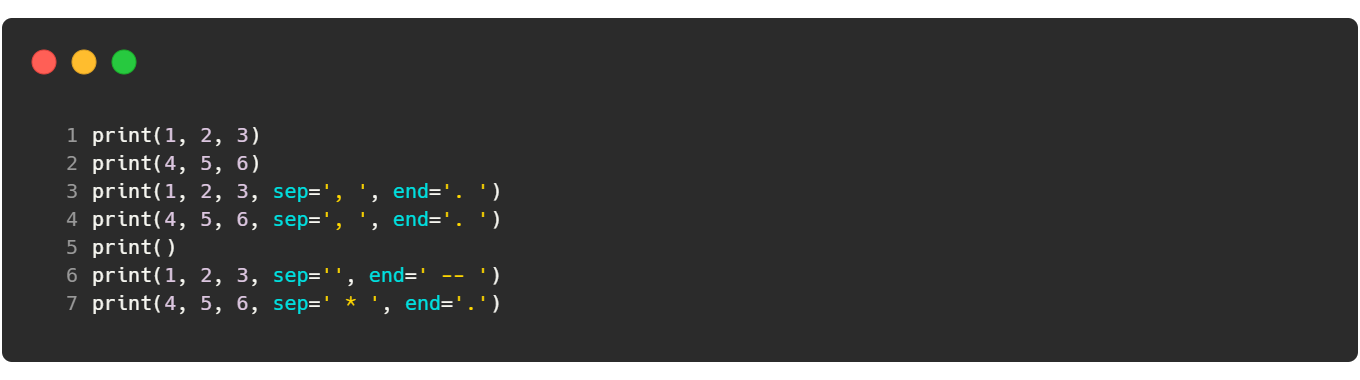 1 print(1, 2, 3)
2 print(4, 5, 6)
3 print(1, 2, 3, sep=', ', end='. ')
4 print(4, 5, 6, sep=', ', end='. ')
5 print()
6 print(1, 2, 3, sep='', end=' -- ')
7 print(4, 5, 6, sep=' * ', end='.')